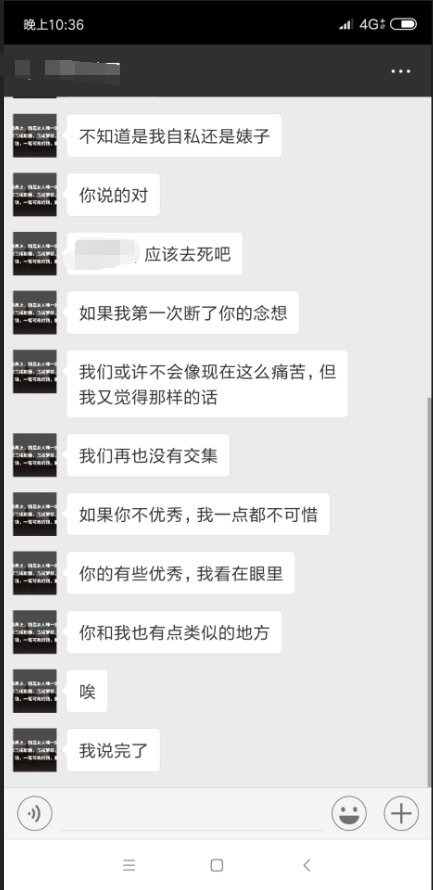 晚上10:36
4G
不知道是我自私还是婊子
你说的对
应该去死吧
如果我第一次断了你的念想
我们或许不会像现在这么痛苦，但
我又觉得那样的话
我们再也没有交集
如果你不优秀，我一点都不可惜
你的有些优秀，我看在眼里
你和我也有点类似的地方
唉
我说完了